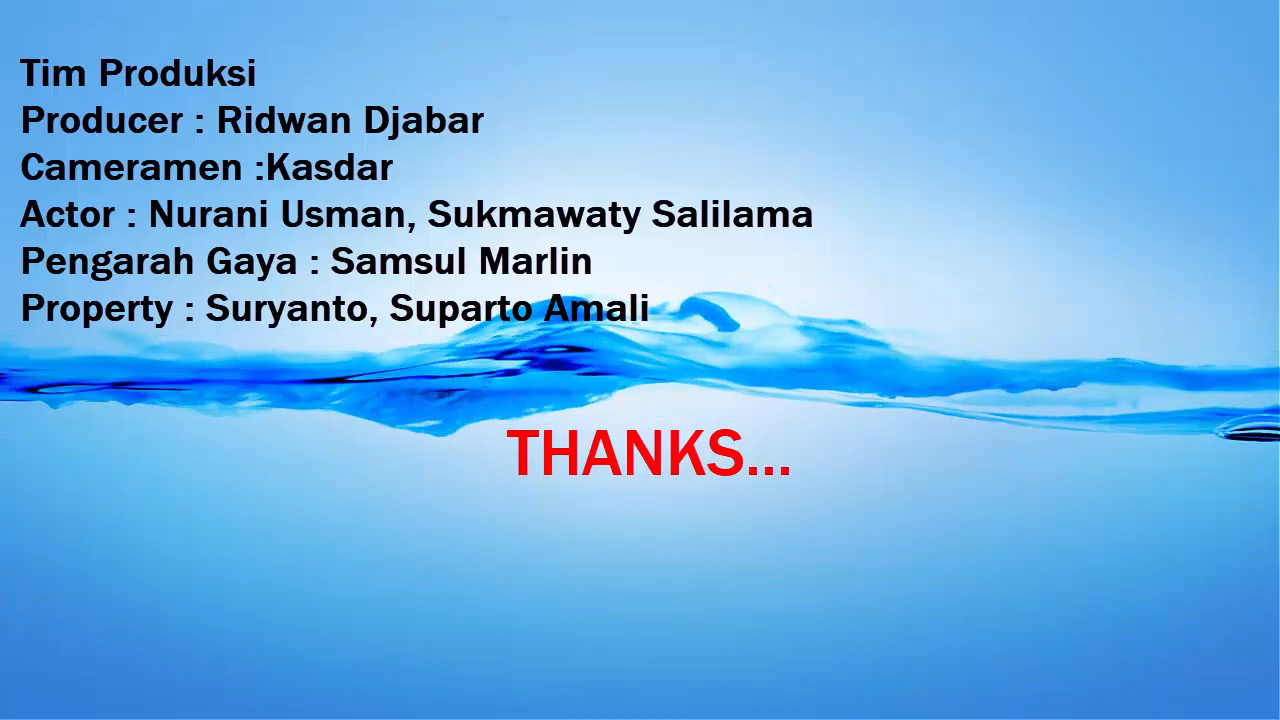 Tim Produksi
Producer : Ridwan Djabar
Cameramen :Kasdar
Actor : Nurani Usman, Sukmawaty Salilama
Pengarah Gaya : Samsul Marlin
Property : Suryanto, Suparto Amali
THANKS...